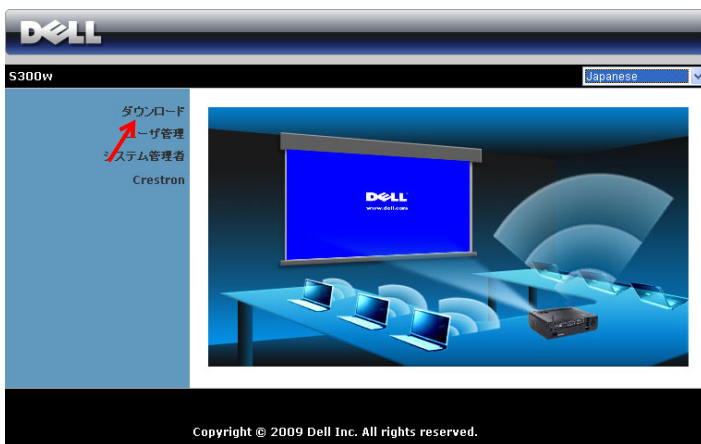 DELL
S300w
Japanese
ダウンロード
ーザ管理
システム管理者
Crestron
DELL
www.dell.com
Copyright © 2009 Dell Inc. All rights reserved.